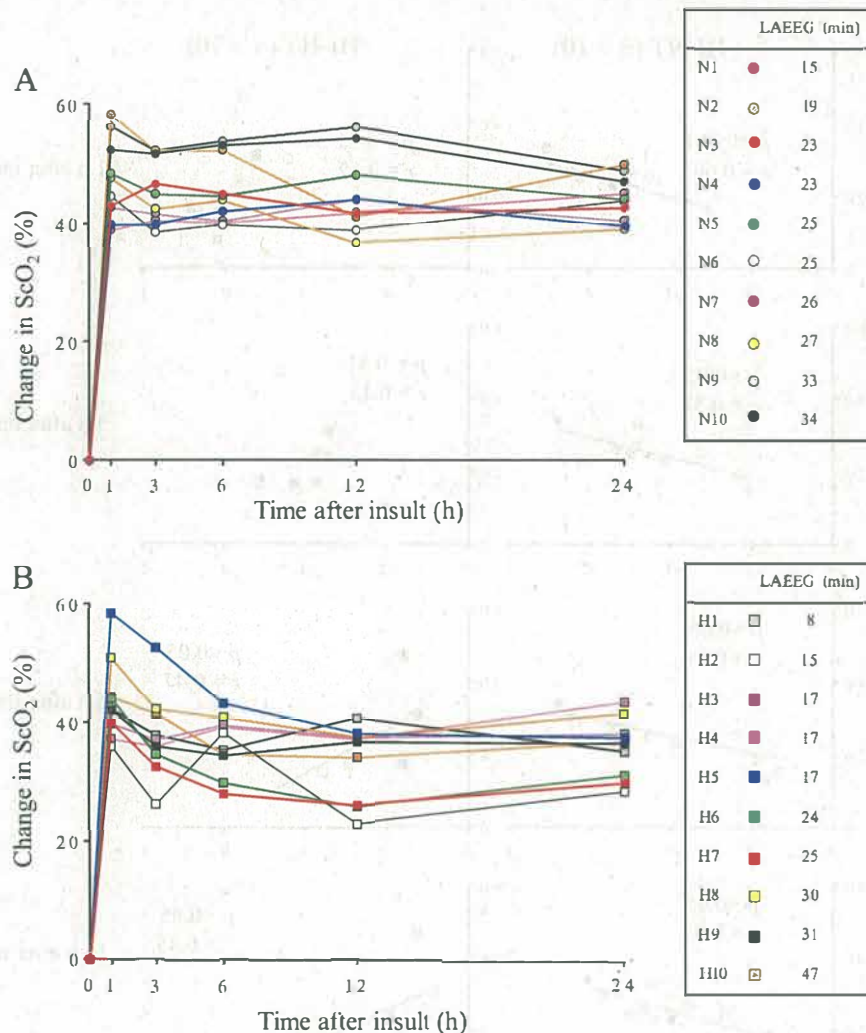 LAEEG (min)
N1 15
N2 19
N3 23
N4 23
N5 25
N6 25
N7 26
N8 27
N9 33
N10 34
A
60
40
20
0
Change in ScO₂ (%)
0 1 3 6 12 24
Time after insult (h)
B
LAEEG (min)
H1 8
H2 15
H3 17
H4 17
H5 17
H6 24
H7 25
H8 30
H9 31
H10 47
60
40
20
0
Change in ScO₂ (%)
0 1 3 6 12 24
Time after insult (h)